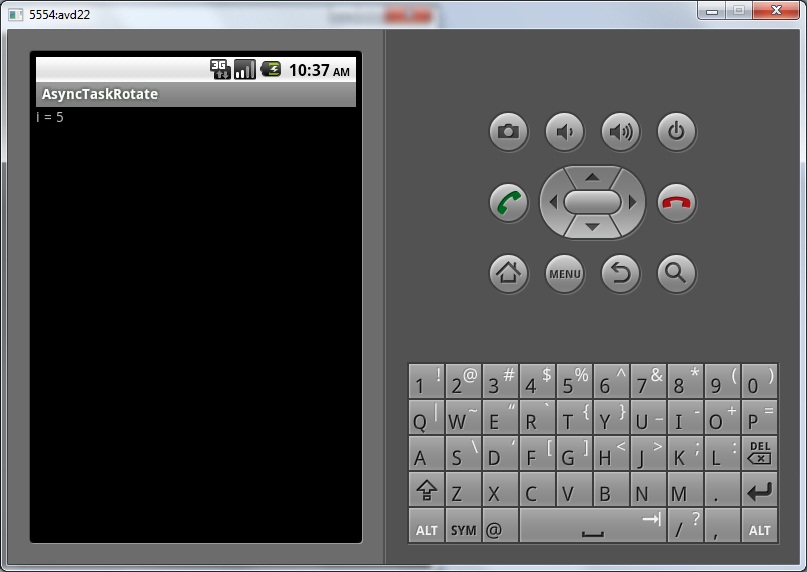 5554:avd22
3G 10:37 AM
AsyncTaskRotate
i = 5
MENU
1 ! 2 @ 3 # 4 $ 5 % 6 ^ 7 & 8 * 9 ( 0 )
Q | W ~ E “ R ` T { Y } U _ I - O + P =
A S \ D ‘ F [ G ] H < J > K ; L : DEL
Z X C V B N M .
ALT SYM @ / ? , ALT